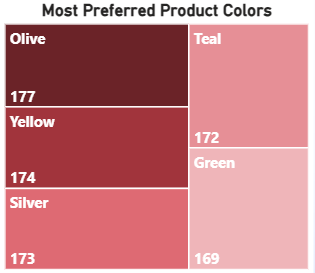 Most Preferred Product Colors
Olive
177
Yellow
174
Silver
173
Teal
172
Green
169